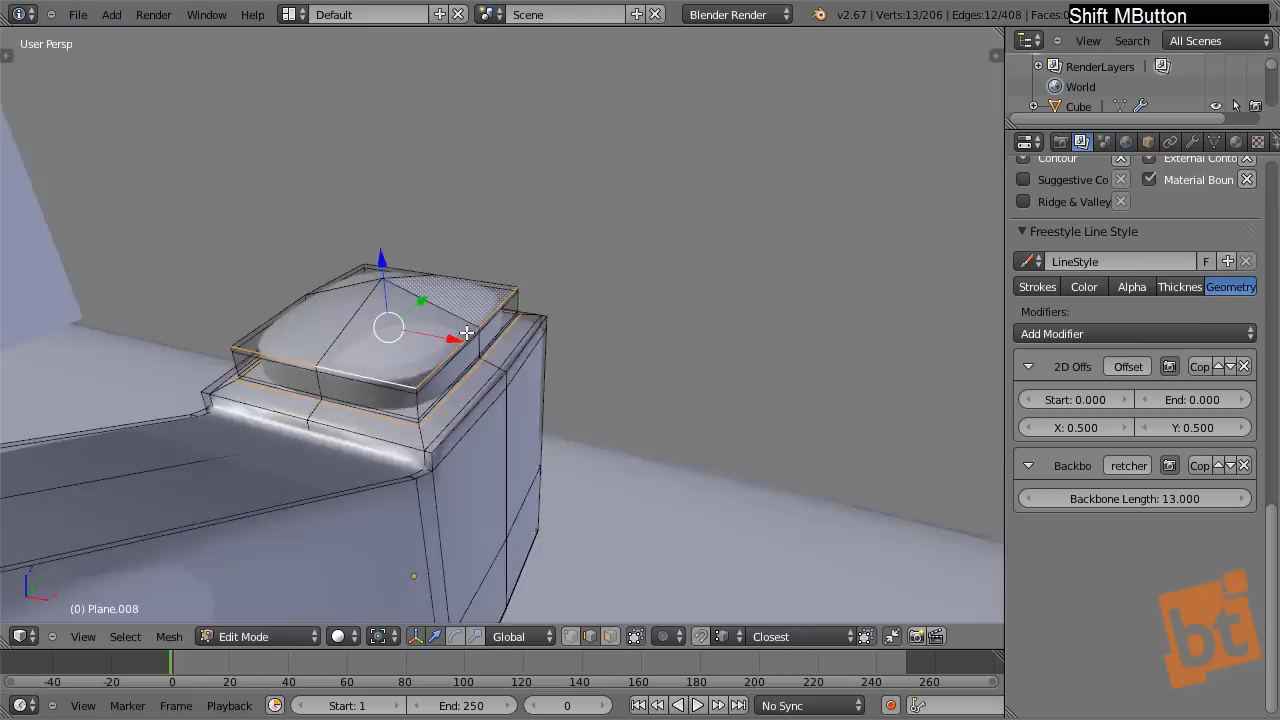 File Add Render Window Help Default Scene Blender Render v2.67 | Verts:13/206 | Edges:12/408 | Faces:
Shift MButton
User Persp
View Search All Scenes
RenderLayers
World
Cube
Contour External Conto
Suggestive Co Material Boun
Ridge & Valley
Freestyle Line Style
LineStyle F
Strokes Color Alpha Thicknes Geometry
Modifiers:
Add Modifier
2D Offs Offset Cop
Start: 0.000 End: 0.000
X: 0.500 Y: 0.500
Backbo retcher Cop
Backbone Length: 13.000
z
x
(0) Plane.008
bt
View Select Mesh Edit Mode Global Closest
-40 -20 0 20 40 60 80 100 120 140 160 180 200 220 240 260
View Marker Frame Playback Start: 1 End: 250 0 No Sync